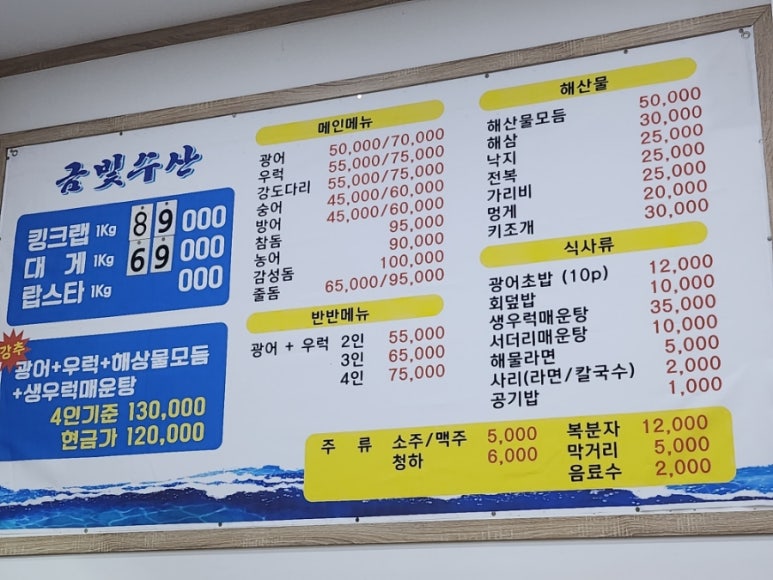 금빛수산
킹크랩 1Kg 89 000
대 게 1Kg 69 000
랍스타 1Kg 000
강추
광어+우럭+해상물모듬
+생우럭매운탕
4인기준 130,000
현금가 120,000
메인메뉴
광어 50,000/70,000
우럭 55,000/75,000
강도다리 55,000/75,000
숭어 45,000/60,000
방어 45,000/60,000
참돔 95,000
농어 90,000
감성돔 100,000
줄돔 65,000/95,000
반반메뉴
광어 + 우럭 2인 55,000
3인 65,000
4인 75,000
해산물
해산물모듬 50,000
해삼 30,000
낙지 25,000
전복 25,000
가리비 25,000
멍게 20,000
키조개 30,000
식사류
광어초밥 (10p) 12,000
회덮밥 10,000
생우럭매운탕 35,000
서더리매운탕 10,000
해물라면 5,000
사리(라면/칼국수) 2,000
공기밥 1,000
주 류 소주/맥주 5,000 복분자 12,000
청하 6,000 막거리 5,000
음료수 2,000